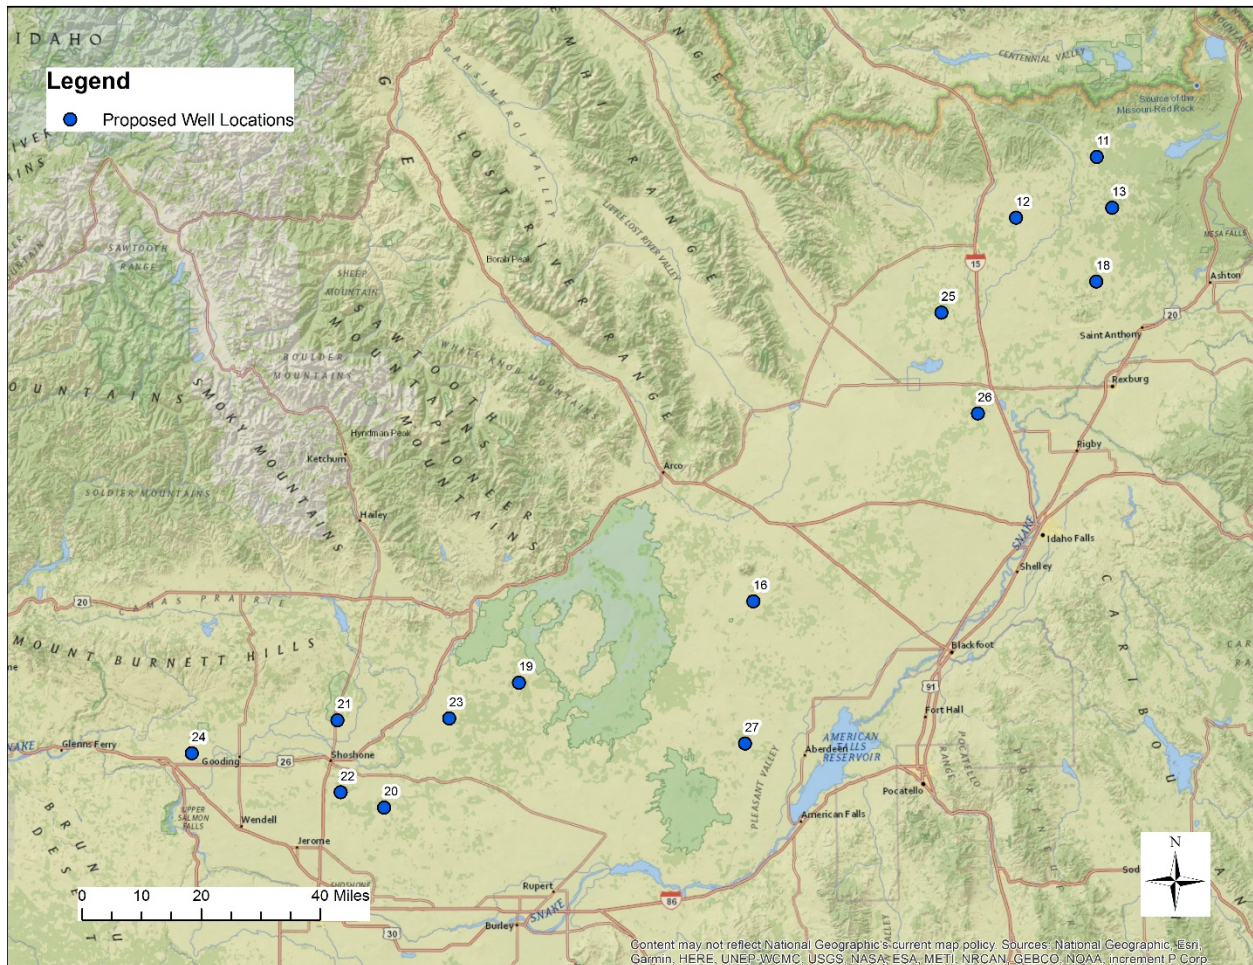 IDAHO
Legend
Proposed Well Locations
PAHSIMEROI VALLEY
LOST RIVER RANGE
LITTLE LOST RIVER VALLEY
LEMHI RANGE
CENTENNIAL VALLEY
Source of the
Missouri-Red Rock
11
13
12
MESA FALLS
15
18
Ashton
25
20
Saint Anthony
Rexburg
26
Rigby
SAWTOOTH
RANGE
Borah Peak
SHEEP
MOUNTAIN
SAWTOOTH
MOUNTAINS
BOULDER
MOUNTAINS
WHITE KNOB MOUNTAINS
PIONEER
MOUNTAINS
SMOKY MOUNTAINS
Hyndman Peak
Ketchum
SOLDIER MOUNTAINS
Hailey
Arco
SNAKE
Idaho Falls
Shelley
16
Blackfoot
CARIBOU
20
CAMAS PRAIRIE
MOUNT BURNETT HILLS
19
21
23
91
Fort Hall
27
24
Glenns Ferry
SNAKE
Gooding
26
Shoshone
Aberdeen
AMERICAN
FALLS
RESERVOIR
POCATELLO
RANGE
PLEASANT VALLEY
Pocatello
22
20
UPPER
SALMON
FALLS
Wendell
American Falls
Jerome
N
0 10 20 40 Miles
Rupert
86
SNAKE
Burley
30
Content may not reflect National Geographic's current map policy. Sources: National Geographic, Esri,
Garmin, HERE, UNEP-WCMC, USGS, NASA, ESA, METI, NRCAN, GEBCO, NOAA, increment P Corp.